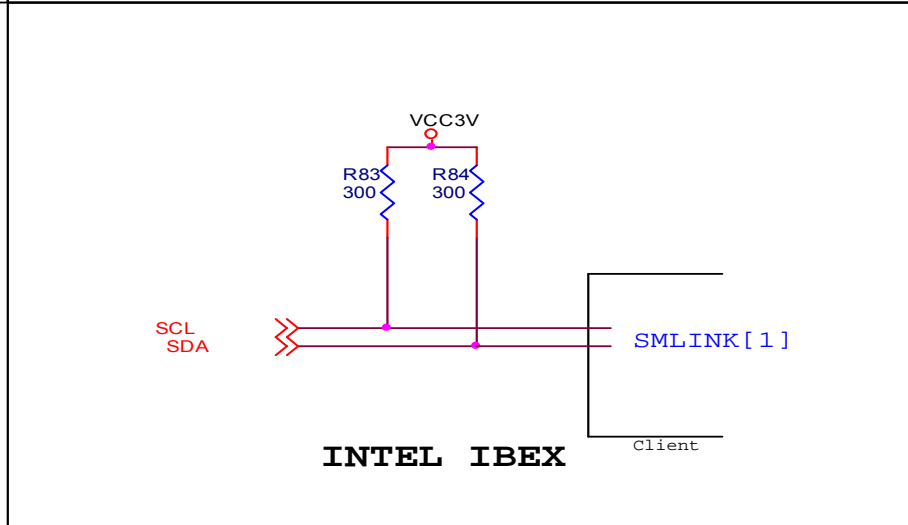 VCC3V
R83
300
R84
300
SCL
SDA
SMLINK[1]
Client
INTEL IBEX